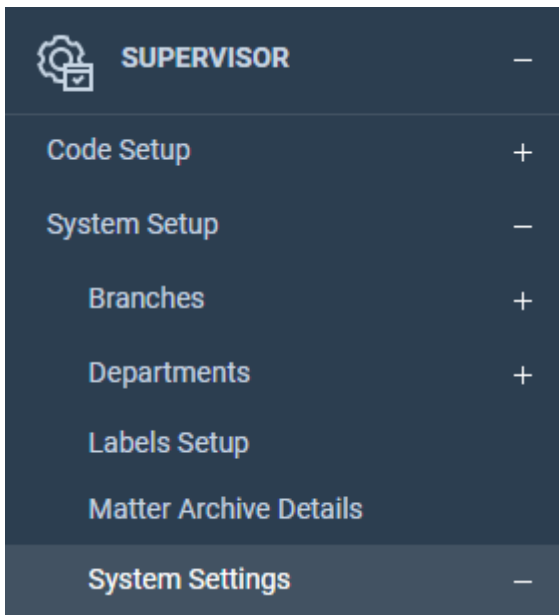 SUPERVISOR –
Code Setup +
System Setup –
Branches +
Departments +
Labels Setup
Matter Archive Details
System Settings –